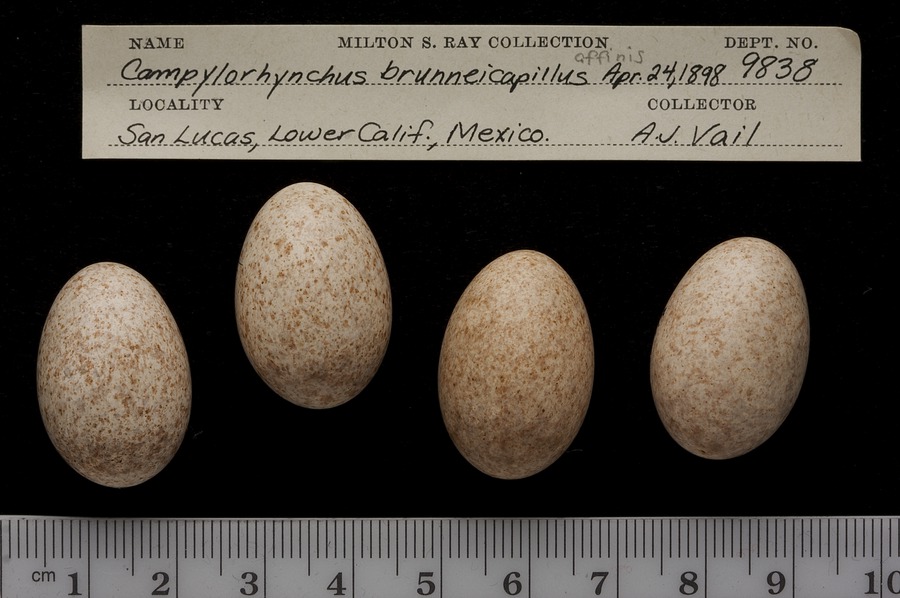 NAME MILTON S. RAY COLLECTION DEPT. NO.
affinis
Campylorhynchus brunneicapillus Apr. 24, 1898 9838
LOCALITY COLLECTOR
San Lucas, Lower Calif., Mexico. A.J. Vail
cm 1 2 3 4 5 6 7 8 9 10